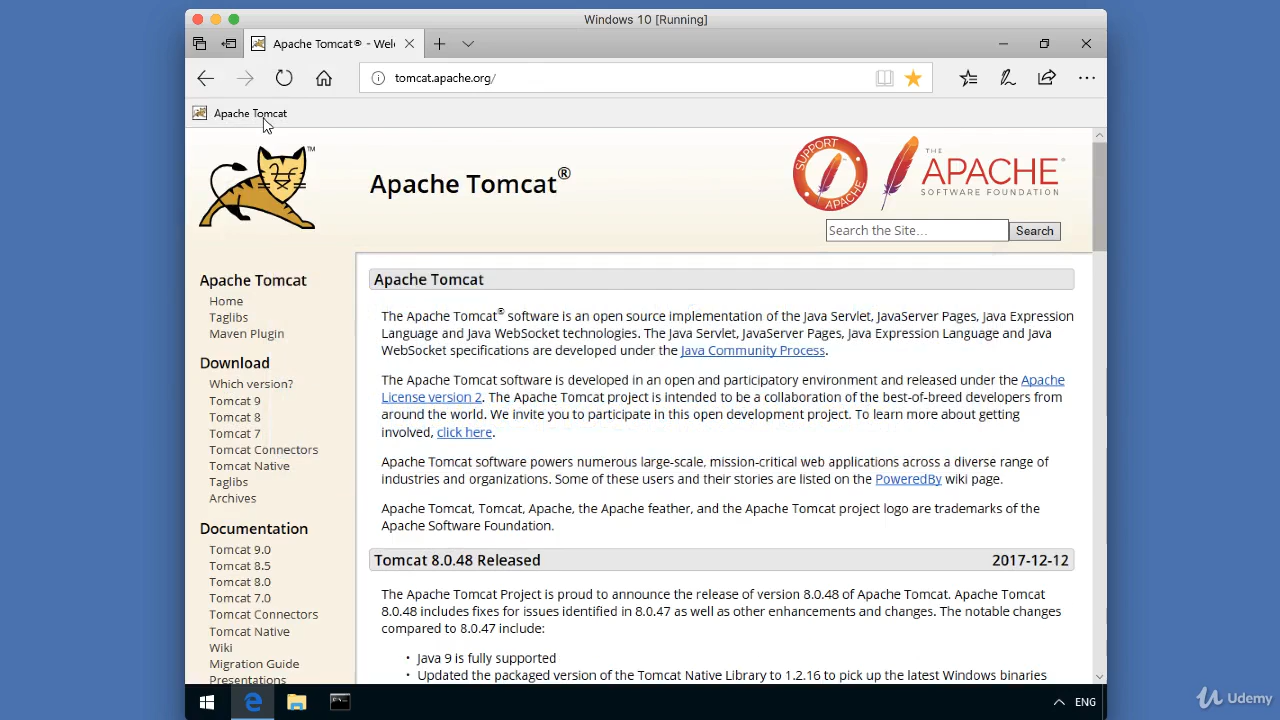 Windows 10 [Running]
Apache Tomcat® - Welc
tomcat.apache.org/
Apache Tomcat
TM
Apache Tomcat®
SUPPORT
APACHE
THE
APACHE®
SOFTWARE FOUNDATION
Search the Site...
Search
Apache Tomcat
Home
Taglibs
Maven Plugin
Download
Which version?
Tomcat 9
Tomcat 8
Tomcat 7
Tomcat Connectors
Tomcat Native
Taglibs
Archives
Documentation
Tomcat 9.0
Tomcat 8.5
Tomcat 8.0
Tomcat 7.0
Tomcat Connectors
Tomcat Native
Wiki
Migration Guide
Presentations
Apache Tomcat
The Apache Tomcat® software is an open source implementation of the Java Servlet, JavaServer Pages, Java Expression
Language and Java WebSocket technologies. The Java Servlet, JavaServer Pages, Java Expression Language and Java
WebSocket specifications are developed under the Java Community Process.
The Apache Tomcat software is developed in an open and participatory environment and released under the Apache
License version 2. The Apache Tomcat project is intended to be a collaboration of the best-of-breed developers from
around the world. We invite you to participate in this open development project. To learn more about getting
involved, click here.
Apache Tomcat software powers numerous large-scale, mission-critical web applications across a diverse range of
industries and organizations. Some of these users and their stories are listed on the PoweredBy wiki page.
Apache Tomcat, Tomcat, Apache, the Apache feather, and the Apache Tomcat project logo are trademarks of the
Apache Software Foundation.
Tomcat 8.0.48 Released 2017-12-12
The Apache Tomcat Project is proud to announce the release of version 8.0.48 of Apache Tomcat. Apache Tomcat
8.0.48 includes fixes for issues identified in 8.0.47 as well as other enhancements and changes. The notable changes
compared to 8.0.47 include:
• Java 9 is fully supported
• Updated the packaged version of the Tomcat Native Library to 1.2.16 to pick up the latest Windows binaries
ENG
Udemy